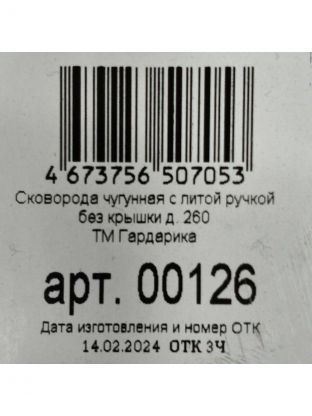 4 673756 507053
Сковорода чугунная с литой ручкой
без крышки д. 260
ТМ Гардарика
арт. 00126
Дата изготовления и номер ОТК
14.02.2024 ОТК 3Ч